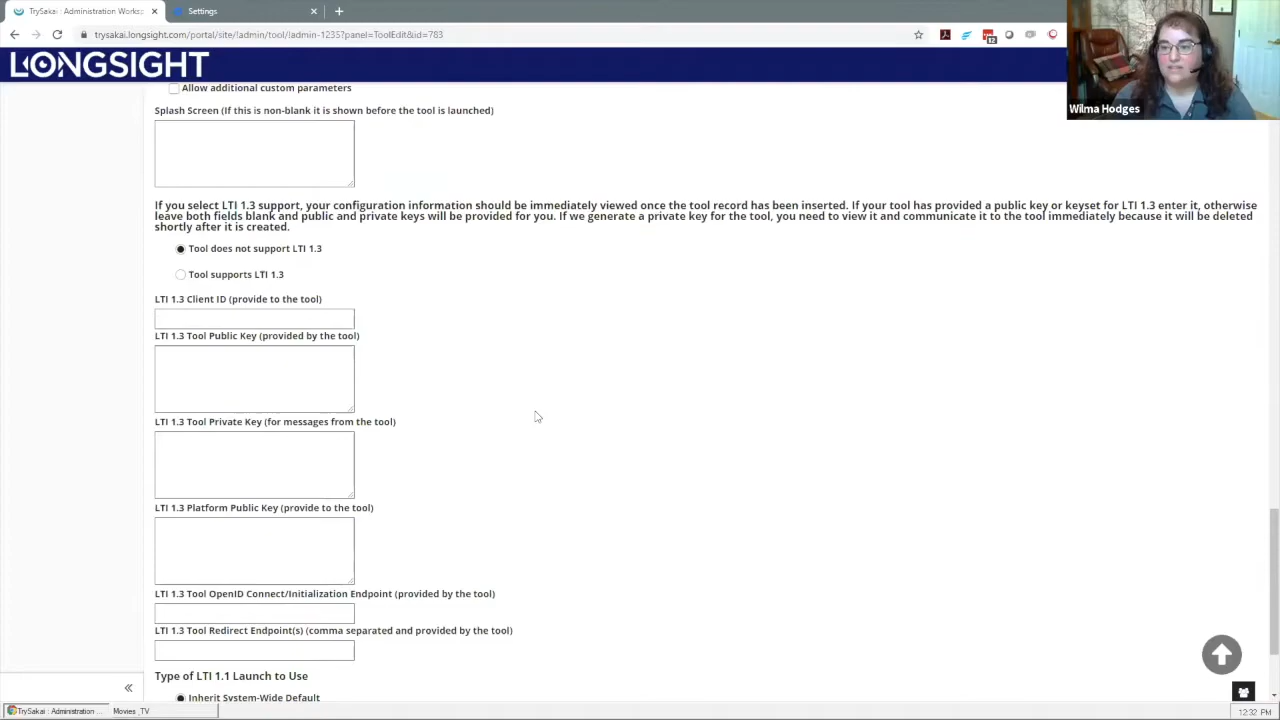 TrySakai : Administration Works
Settings
trysakai.longsight.com/portal/site/!admin/tool/!admin-1235?panel=ToolEdit&id=783
12
LONGSIGHT
Wilma Hodges
Allow additional custom parameters
Splash Screen (If this is non-blank it is shown before the tool is launched)
If you select LTI 1.3 support, your configuration information should be immediately viewed once the tool record has been inserted. If your tool has provided a public key or keyset for LTI 1.3 enter it, otherwise
leave both fields blank and public and private keys will be provided for you. If we generate a private key for the tool, you need to view it and communicate it to the tool immediately because it will be deleted
shortly after it is created.
Tool does not support LTI 1.3
Tool supports LTI 1.3
LTI 1.3 Client ID (provide to the tool)
LTI 1.3 Tool Public Key (provided by the tool)
LTI 1.3 Tool Private Key (for messages from the tool)
LTI 1.3 Platform Public Key (provide to the tool)
LTI 1.3 Tool OpenID Connect/Initialization Endpoint (provided by the tool)
LTI 1.3 Tool Redirect Endpoint(s) (comma separated and provided by the tool)
Type of LTI 1.1 Launch to Use
Inherit System-Wide Default
TrySakai : Administration ...
Movies _TV
12:32 PM